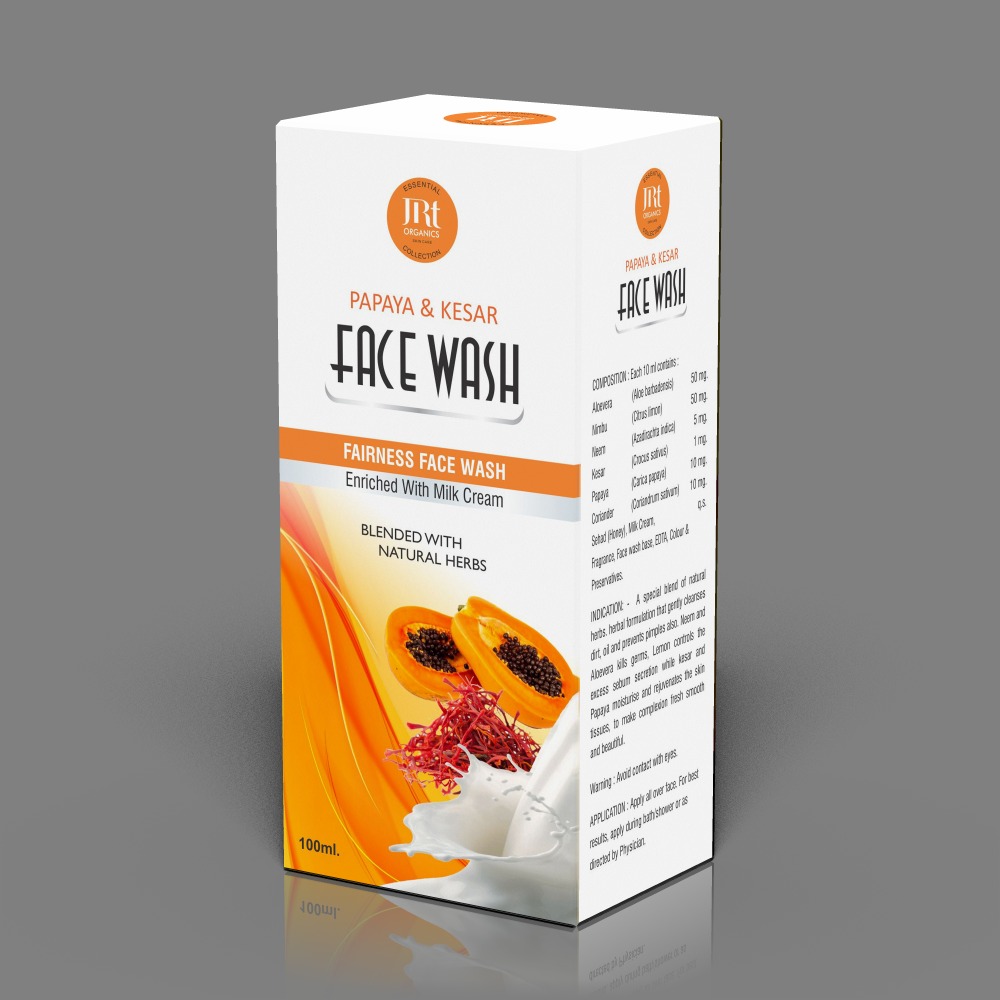 ESSENTIAL
JRt
ORGANICS
SKIN CARE
COLLECTION
PAPAYA & KESAR
FACE WASH
FAIRNESS FACE WASH
Enriched With Milk Cream
BLENDED WITH
NATURAL HERBS
100ml.
ESSENTIAL
JRt
ORGANICS
COLLECTION
PAPAYA & KESAR
FACE WASH
COMPOSITION : Each 10 ml contains :
Aloevera (Aloe barbadensis) 50 mg.
Nimbu (Citrus limon) 50 mg.
Neem (Azadirachta indica) 5 mg.
Kesar (Crocus sativus) 1 mg.
Papaya (Carica papaya) 10 mg.
Coriander (Coriandrum sativum) 10 mg.
Sehad (Honey), Milk Cream, q.s.
Fragrance, Face wash base, EDTA, Colour &
Preservatives.
INDICATION: - A special blend of natural
herbs. herbal formulation that gently cleanses
dirt, oil and prevents pimples also. Neem and
Aloevera kills germs, Lemon controls the
excess sebum secretion while kesar and
Papaya moisturise and rejuvenates the skin
tissues, to make complexion fresh smooth
and beautiful.
Warning : Avoid contact with eyes.
APPLICATION : Apply all over face. For best
results, apply during bath/shower or as
directed by Physician.